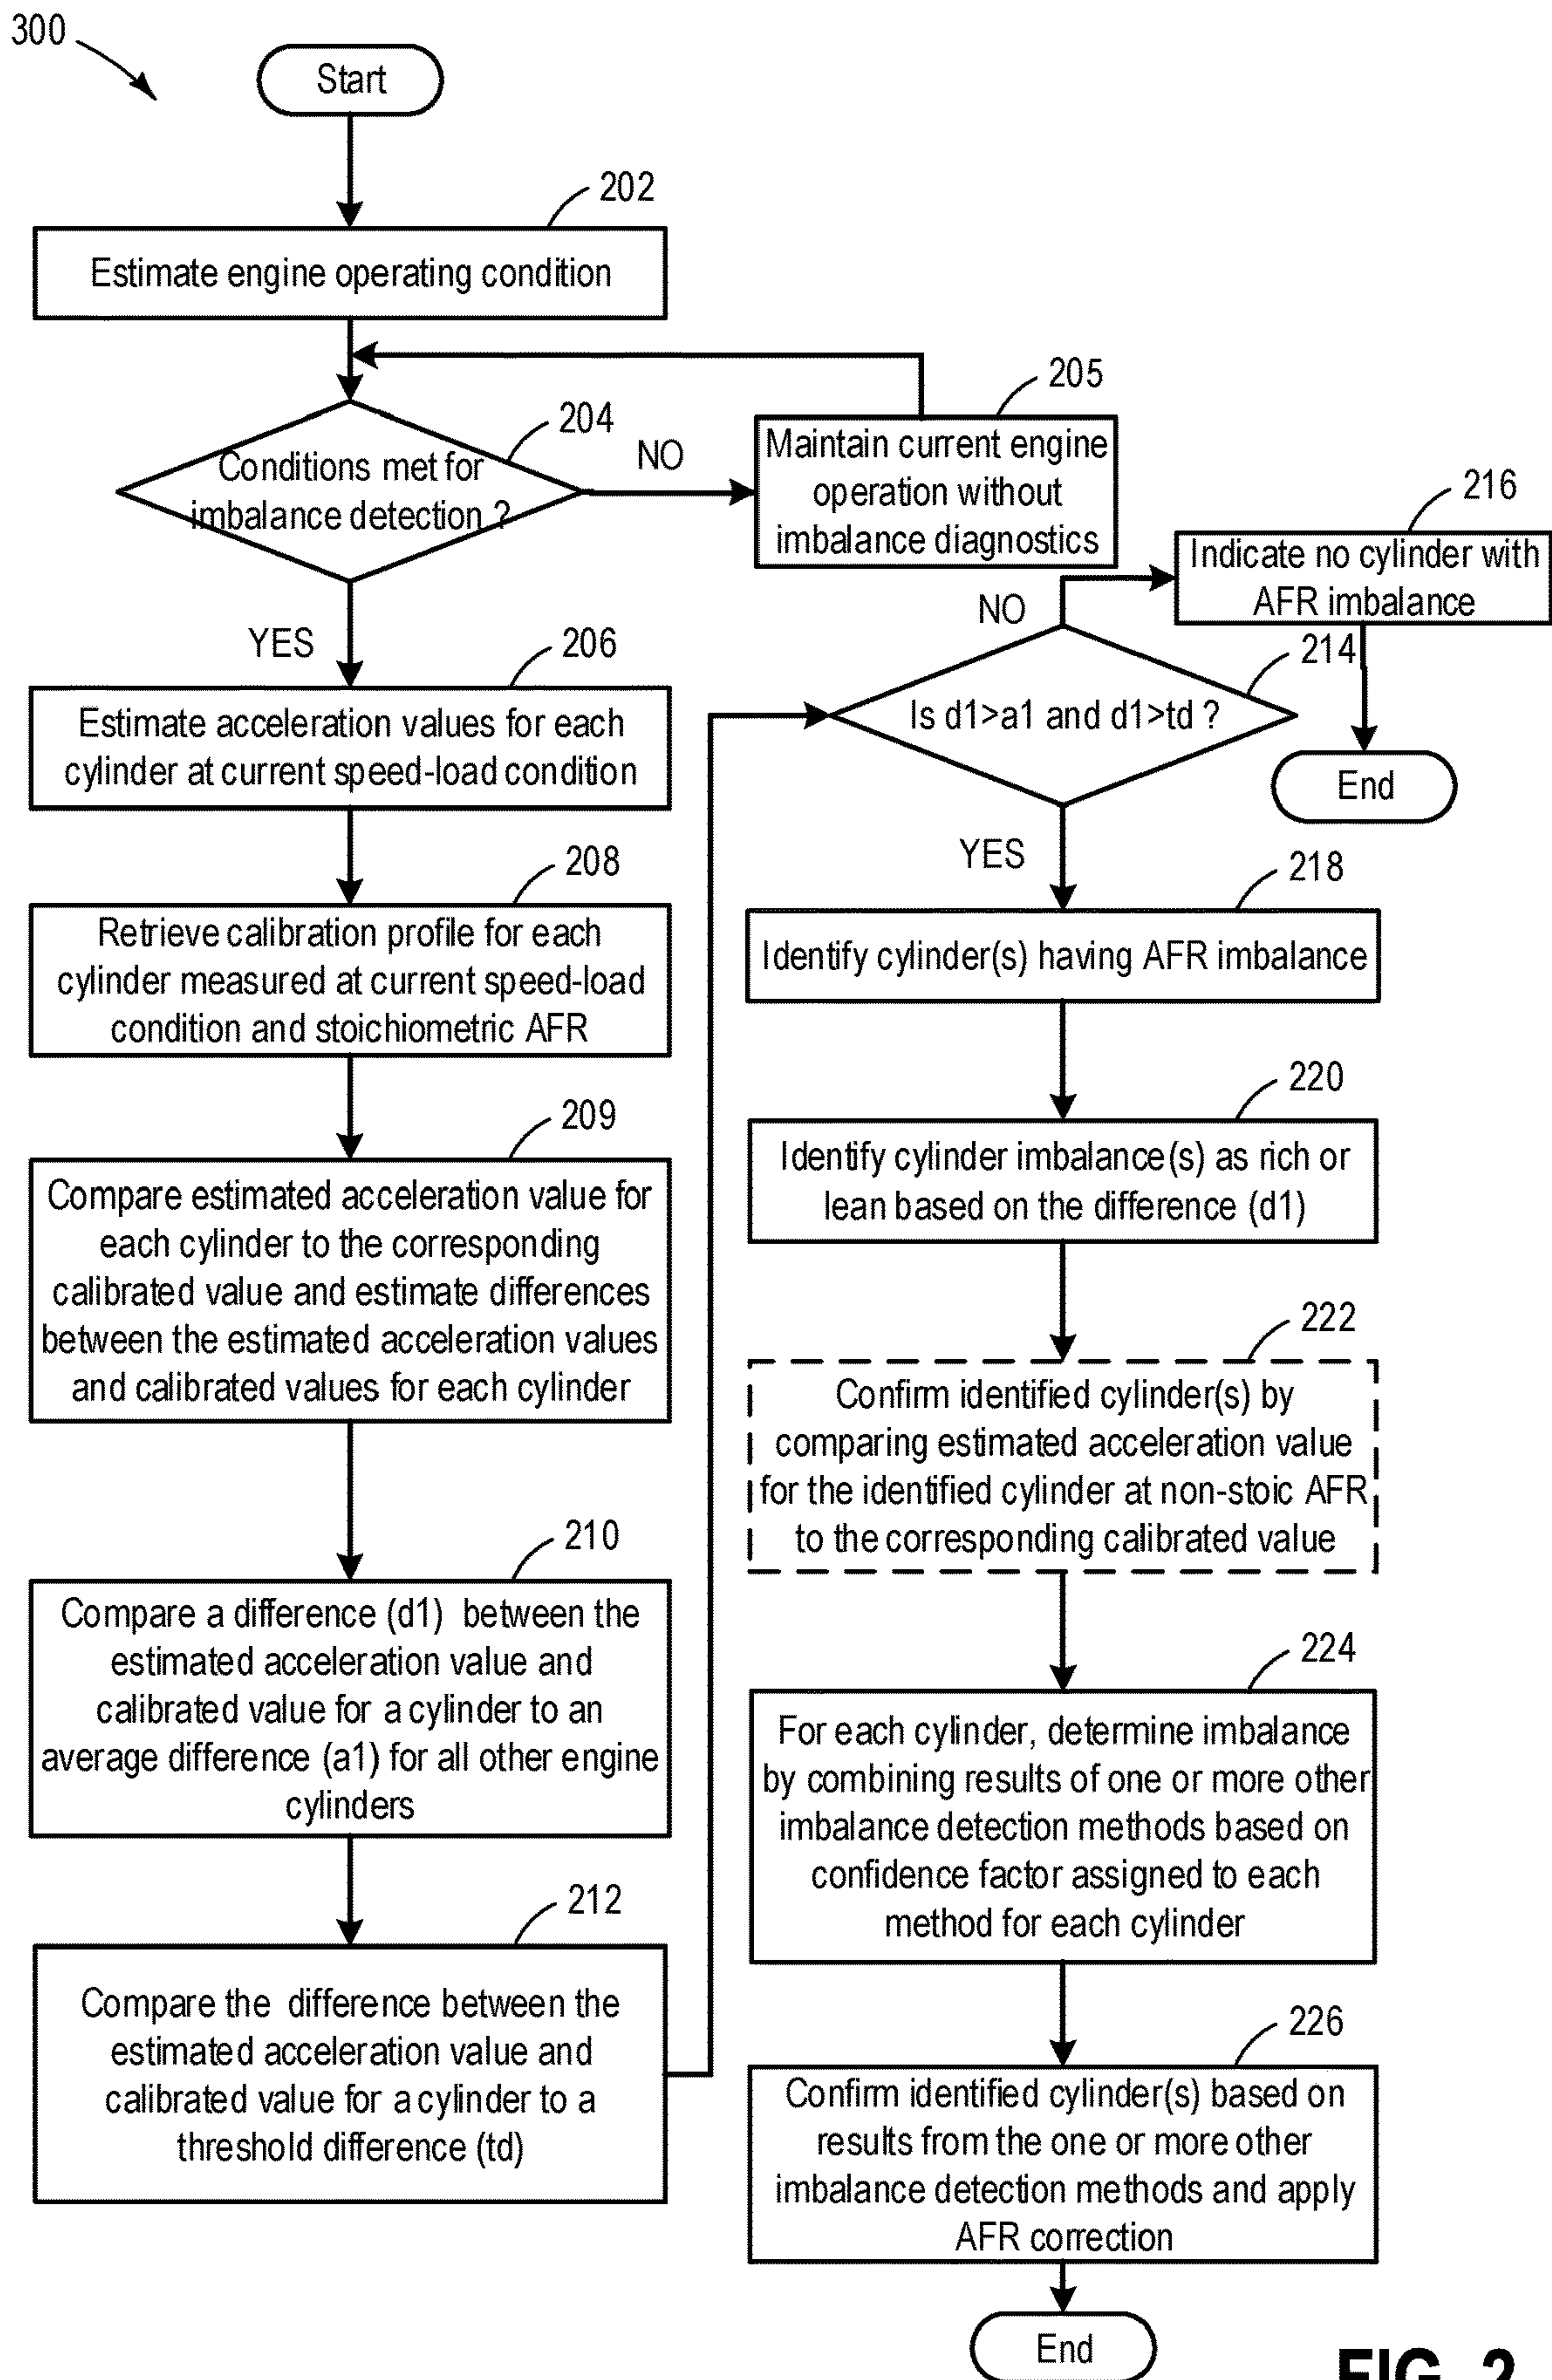 300
Start
202
Estimate engine operating condition
204
Conditions met for
imbalance detection ?
NO
205
Maintain current engine
operation without
imbalance diagnostics
YES
206
Estimate acceleration values for each
cylinder at current speed-load condition
208
Retrieve calibration profile for each
cylinder measured at current speed-load
condition and stoichiometric AFR
209
Compare estimated acceleration value for
each cylinder to the corresponding
calibrated value and estimate differences
between the estimated acceleration values
and calibrated values for each cylinder
210
Compare a difference (d1) between the
estimated acceleration value and
calibrated value for a cylinder to an
average difference (a1) for all other engine
cylinders
212
Compare the difference between the
estimated acceleration value and
calibrated value for a cylinder to a
threshold difference (td)
214
Is d1>a1 and d1>td ?
NO
216
Indicate no cylinder with
AFR imbalance
End
YES
218
Identify cylinder(s) having AFR imbalance
220
Identify cylinder imbalance(s) as rich or
lean based on the difference (d1)
222
Confirm identified cylinder(s) by
comparing estimated acceleration value
for the identified cylinder at non-stoic AFR
to the corresponding calibrated value
224
For each cylinder, determine imbalance
by combining results of one or more other
imbalance detection methods based on
confidence factor assigned to each
method for each cylinder
226
Confirm identified cylinder(s) based on
results from the one or more other
imbalance detection methods and apply
AFR correction
End
FIG. 2